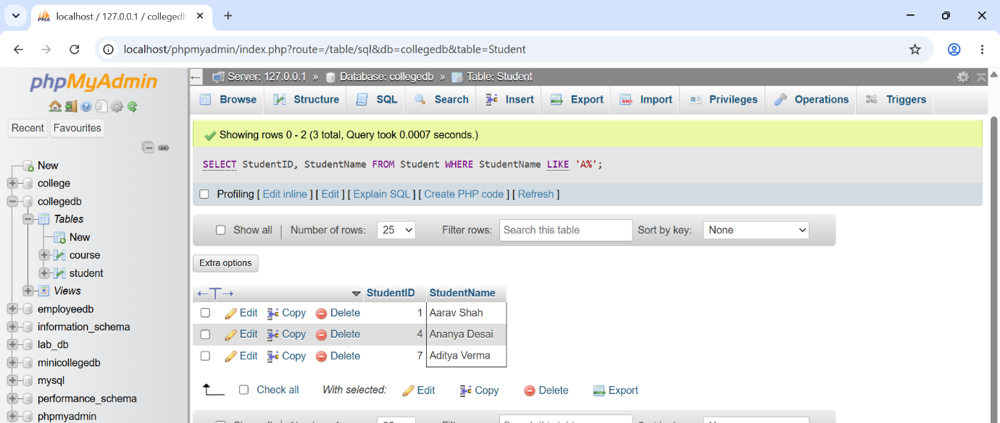 localhost / 127.0.0.1 / collegedb
localhost/phpmyadmin/index.php?route=/table/sql&db=collegedb&table=Student
phpMyAdmin
Recent Favourites
New
college
collegedb
Tables
New
course
student
Views
employeedb
information_schema
lab_db
minicollegedb
mysql
performance_schema
phpmyadmin
Server: 127.0.0.1 » Database: collegedb » Table: Student
Browse Structure SQL Search Insert Export Import Privileges Operations Triggers
Showing rows 0 - 2 (3 total, Query took 0.0007 seconds.)
SELECT StudentID, StudentName FROM Student WHERE StudentName LIKE 'A%';
Profiling [ Edit inline ] [ Edit ] [ Explain SQL ] [ Create PHP code ] [ Refresh ]
Show all | Number of rows: 25 Filter rows: Search this table Sort by key: None
Extra options
←T→ StudentID StudentName
Edit Copy Delete 1 Aarav Shah
Edit Copy Delete 4 Ananya Desai
Edit Copy Delete 7 Aditya Verma
Check all With selected: Edit Copy Delete Export